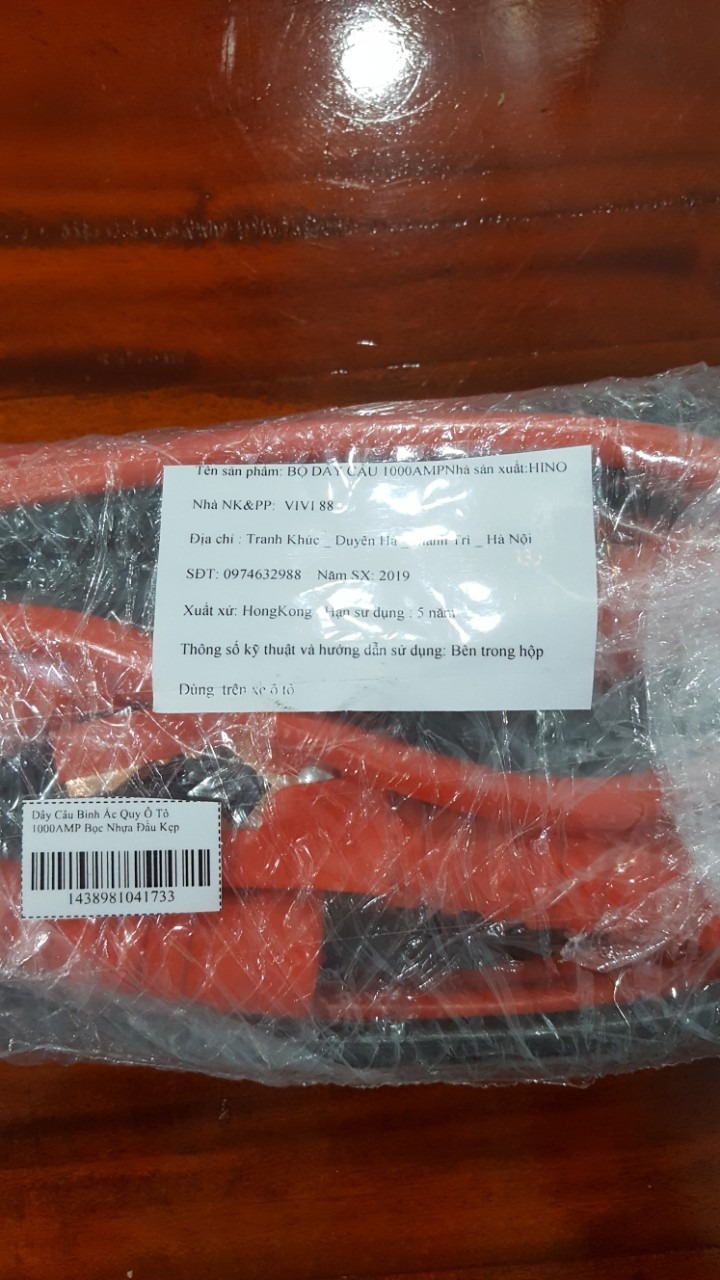 Tên sản phẩm: BỘ DÂY CÂU 1000AMPNhà sản xuất:HINO
Nhà NK&PP: VIVI 88
Địa chỉ : Tranh Khúc _ Duyên Hà _ Thanh Trì _ Hà Nội
SĐT: 0974632988 Năm SX: 2019
Xuất xứ: HongKong Hạn sử dụng : 5 năm
Thông số kỹ thuật và hướng dẫn sử dụng: Bên trong hộp
Dùng trên xe ô tô
Dây Câu Bình Ác Quy Ô Tô
1000AMP Bọc Nhựa Đầu Kẹp
1438981041733